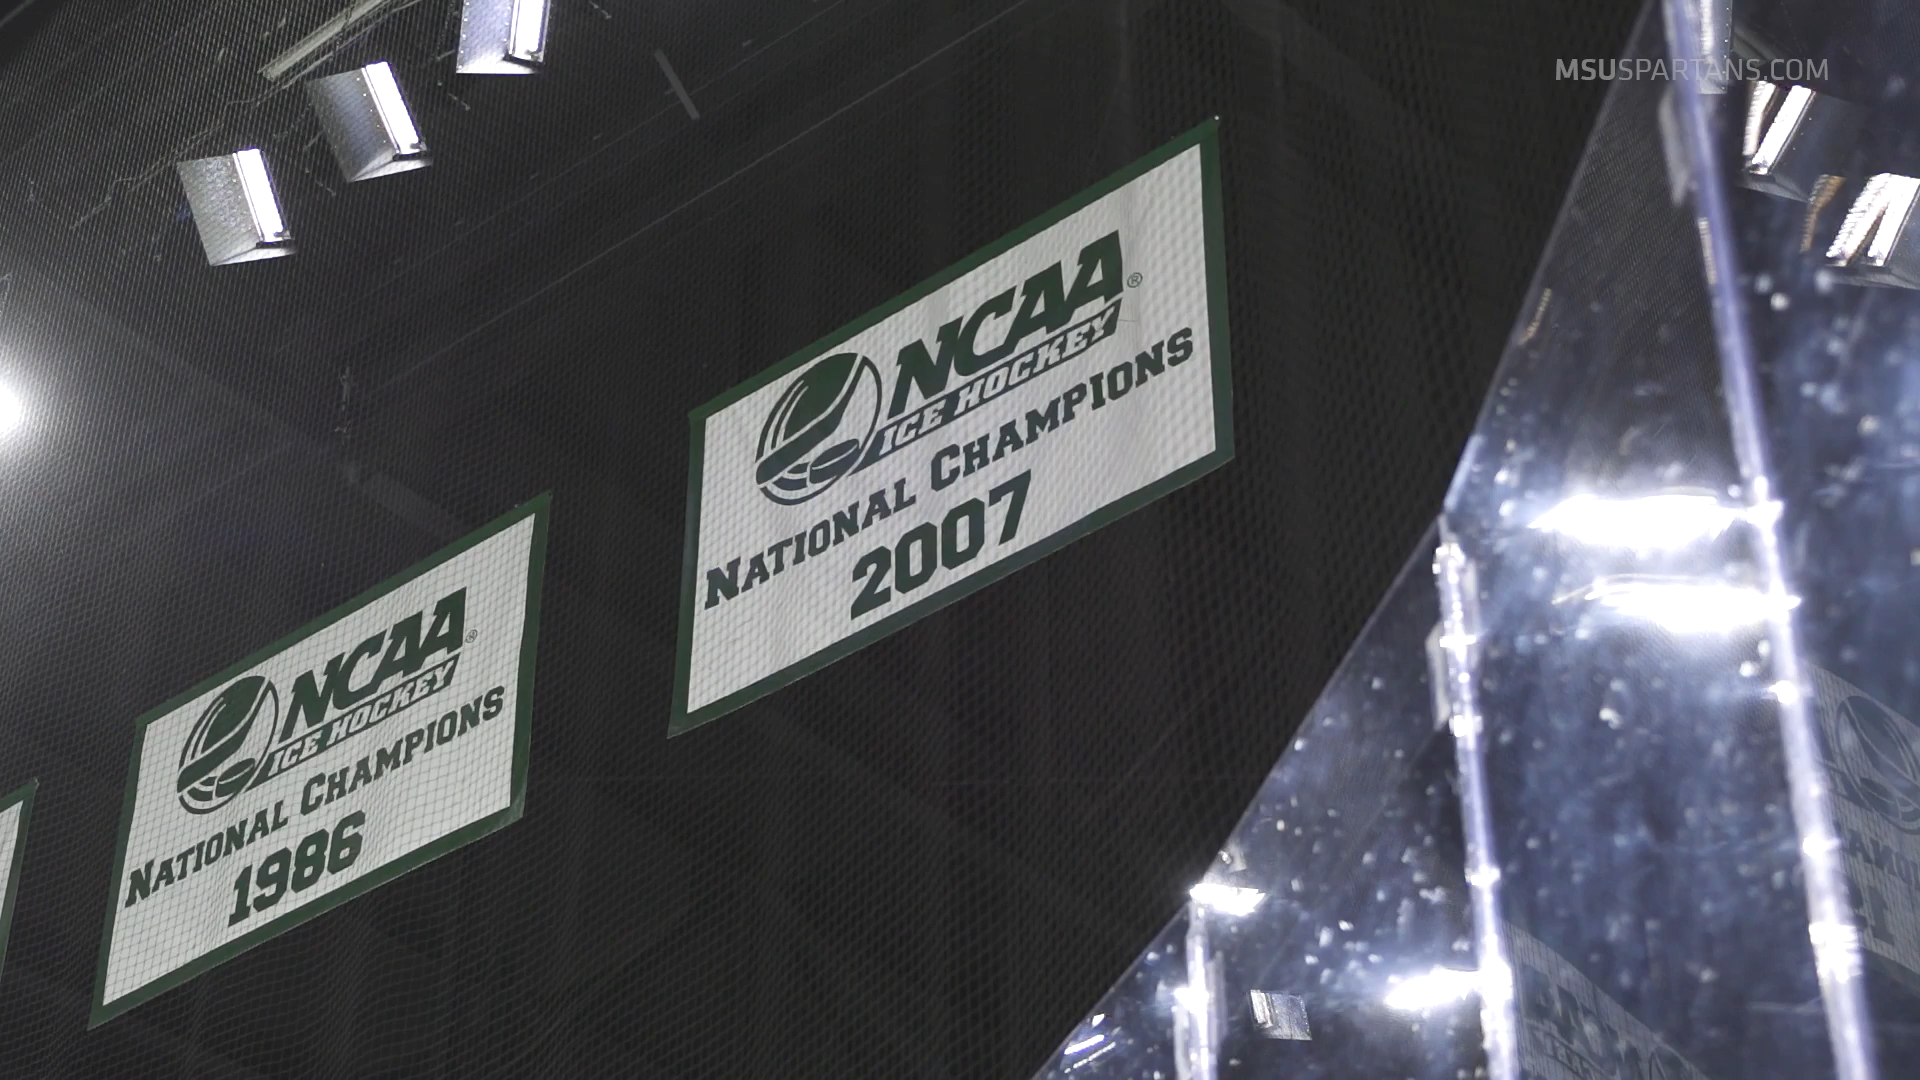 MSUSPARTANS.COM
NCAA®
ICE HOCKEY
NATIONAL CHAMPIONS
2007
NCAA®
ICE HOCKEY
NATIONAL CHAMPIONS
1986